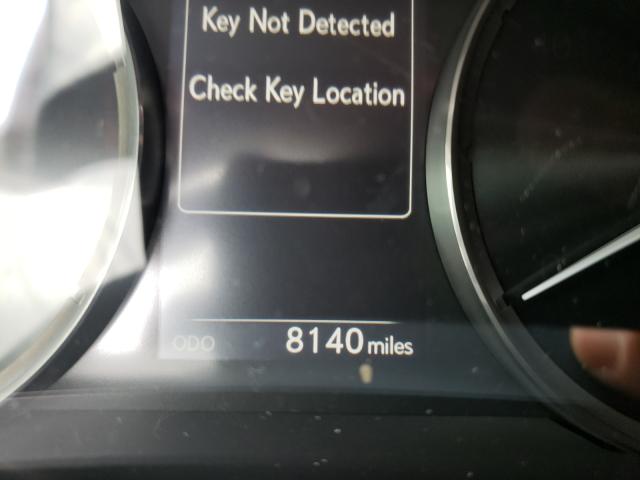 Key Not Detected
Check Key Location
ODO 8140 miles